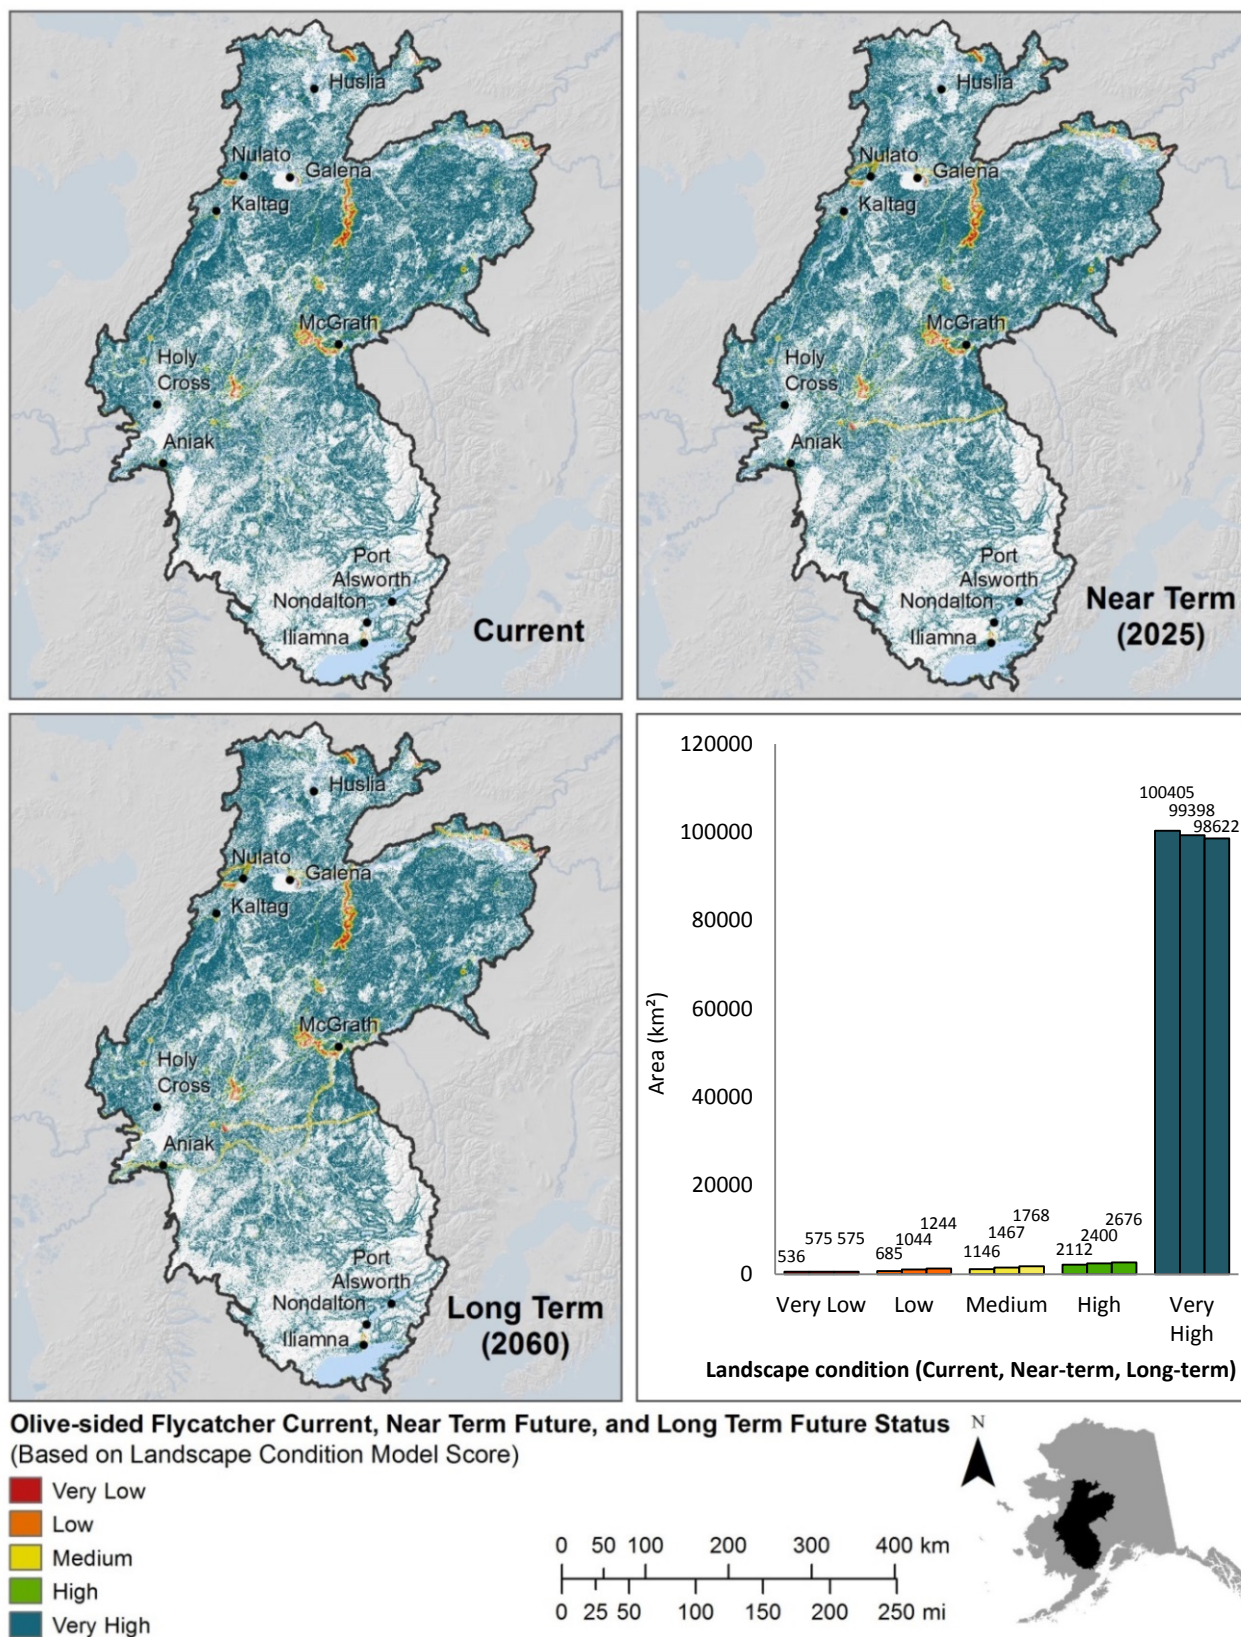 Huslia
Nulato
Galena
Kaltag
McGrath
Holy
Cross
Aniak
Port
Alsworth
Nondalton
Iliamna
Current
Huslia
Nulato
Galena
Kaltag
McGrath
Holy
Cross
Aniak
Port
Alsworth
Nondalton
Iliamna
Near Term
(2025)
Huslia
Nulato
Galena
Kaltag
McGrath
Holy
Cross
Aniak
Port
Alsworth
Nondalton
Iliamna
Long Term
(2060)
120000
100000
80000
60000
40000
20000
0
Area (km²)
536
575 575
685
1044
1244
1146
1467
1768
2112
2400
2676
100405
99398
98622
Very Low
Low
Medium
High
Very
High
Landscape condition (Current, Near-term, Long-term)
Olive-sided Flycatcher Current, Near Term Future, and Long Term Future Status
(Based on Landscape Condition Model Score)
Very Low
Low
Medium
High
Very High
0 50 100 200 300 400 km
0 25 50 100 150 200 250 mi
N